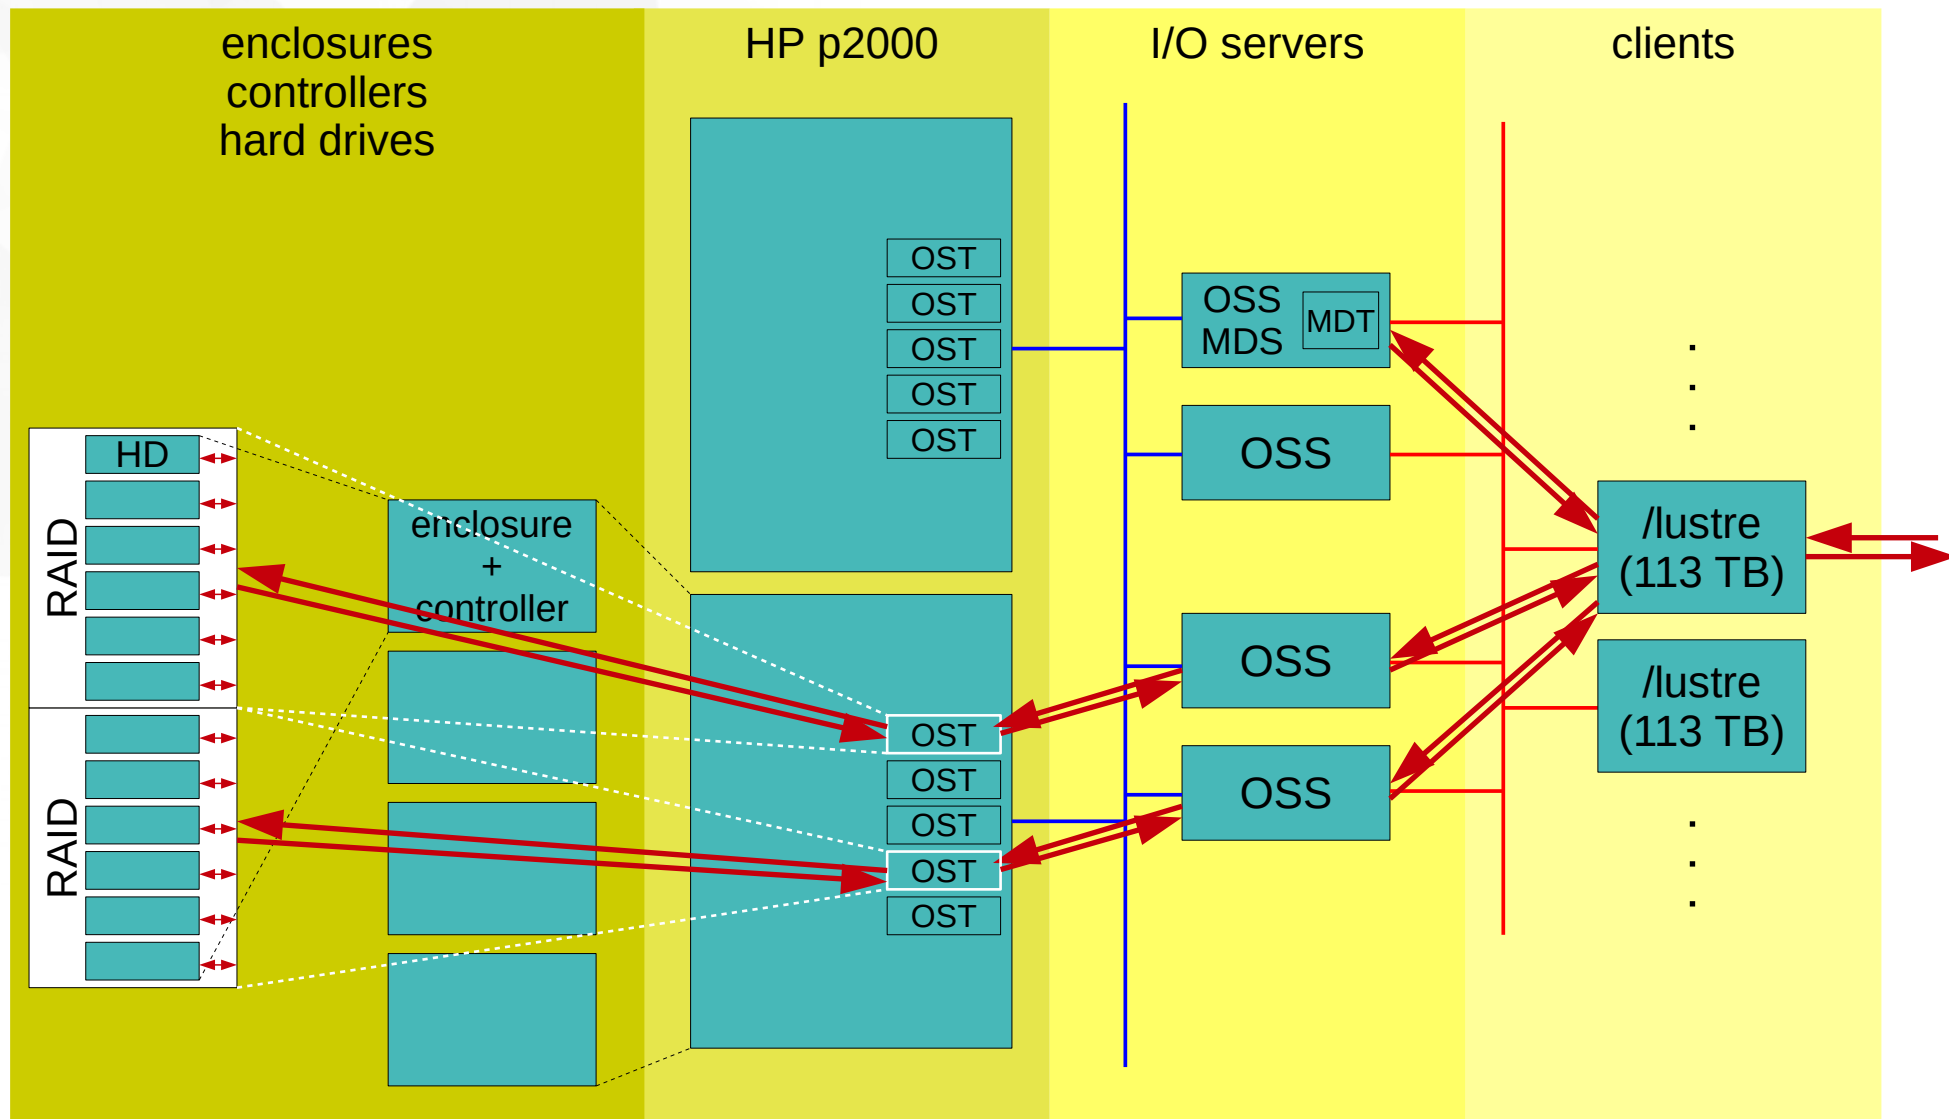 enclosures
controllers
hard drives
HP p2000
I/O servers
clients
OST
OST
OST
OST
OST
OSS
MDS
MDT
OSS
.
.
.
HD
RAID
RAID
enclosure
+
controller
OST
OST
OST
OST
OST
OSS
OSS
/lustre
(113 TB)
/lustre
(113 TB)
.
.
.